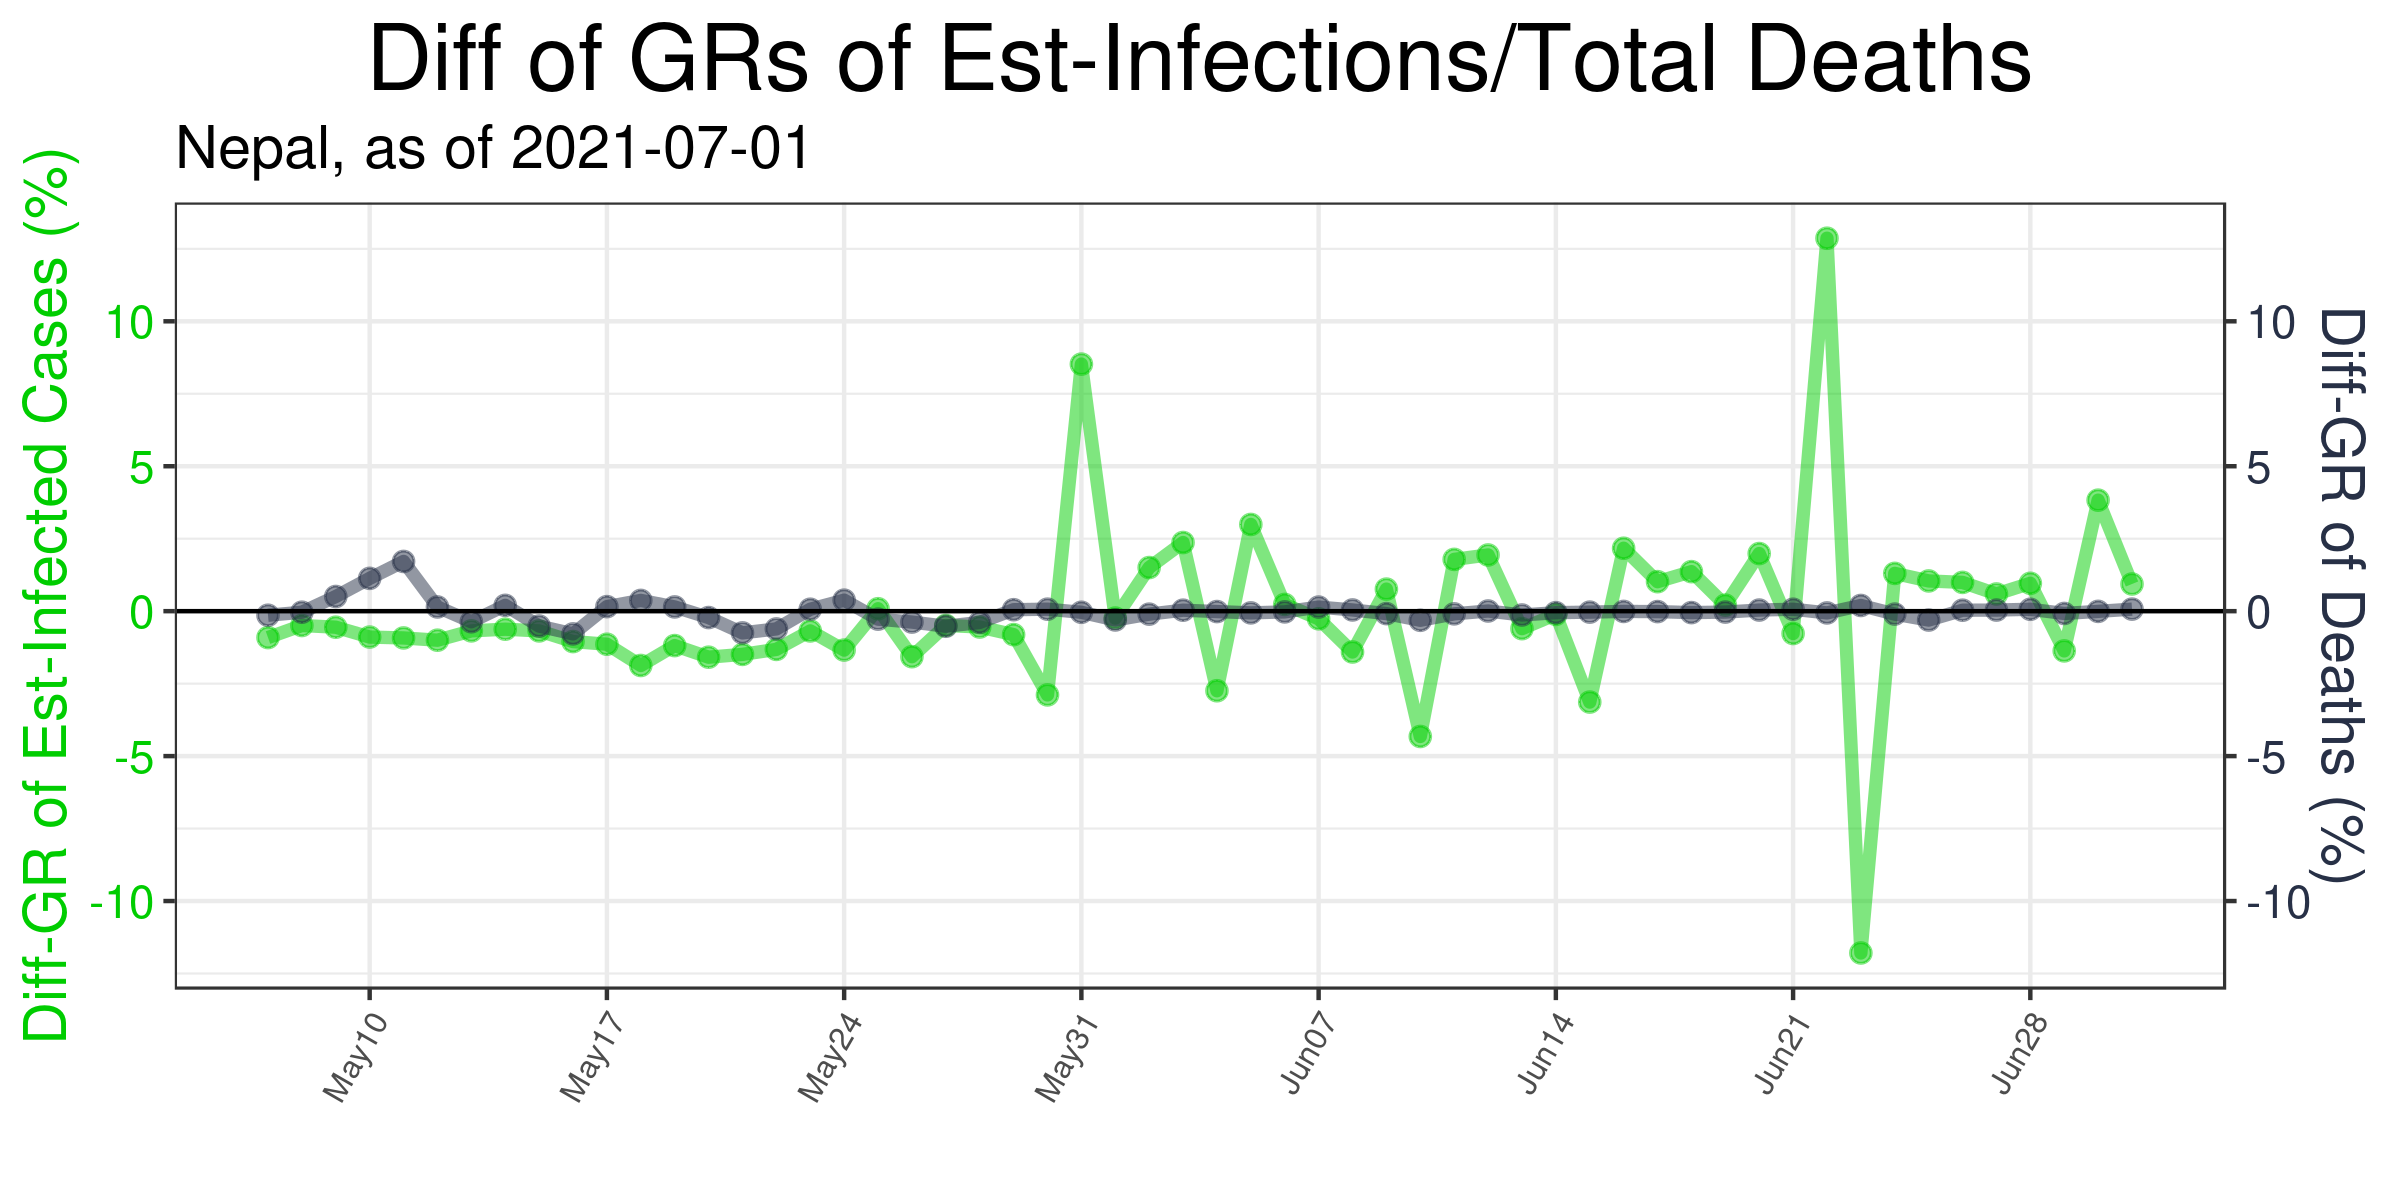 Diff of GRs of Est-Infections/Total Deaths
Nepal, as of 2021-07-01
Diff-GR of Est-Infected Cases (%)
10
5
0
-5
-10
10
5
0
-5
-10
Diff-GR of Deaths (%)
May10
May17
May24
May31
Jun07
Jun14
Jun21
Jun28